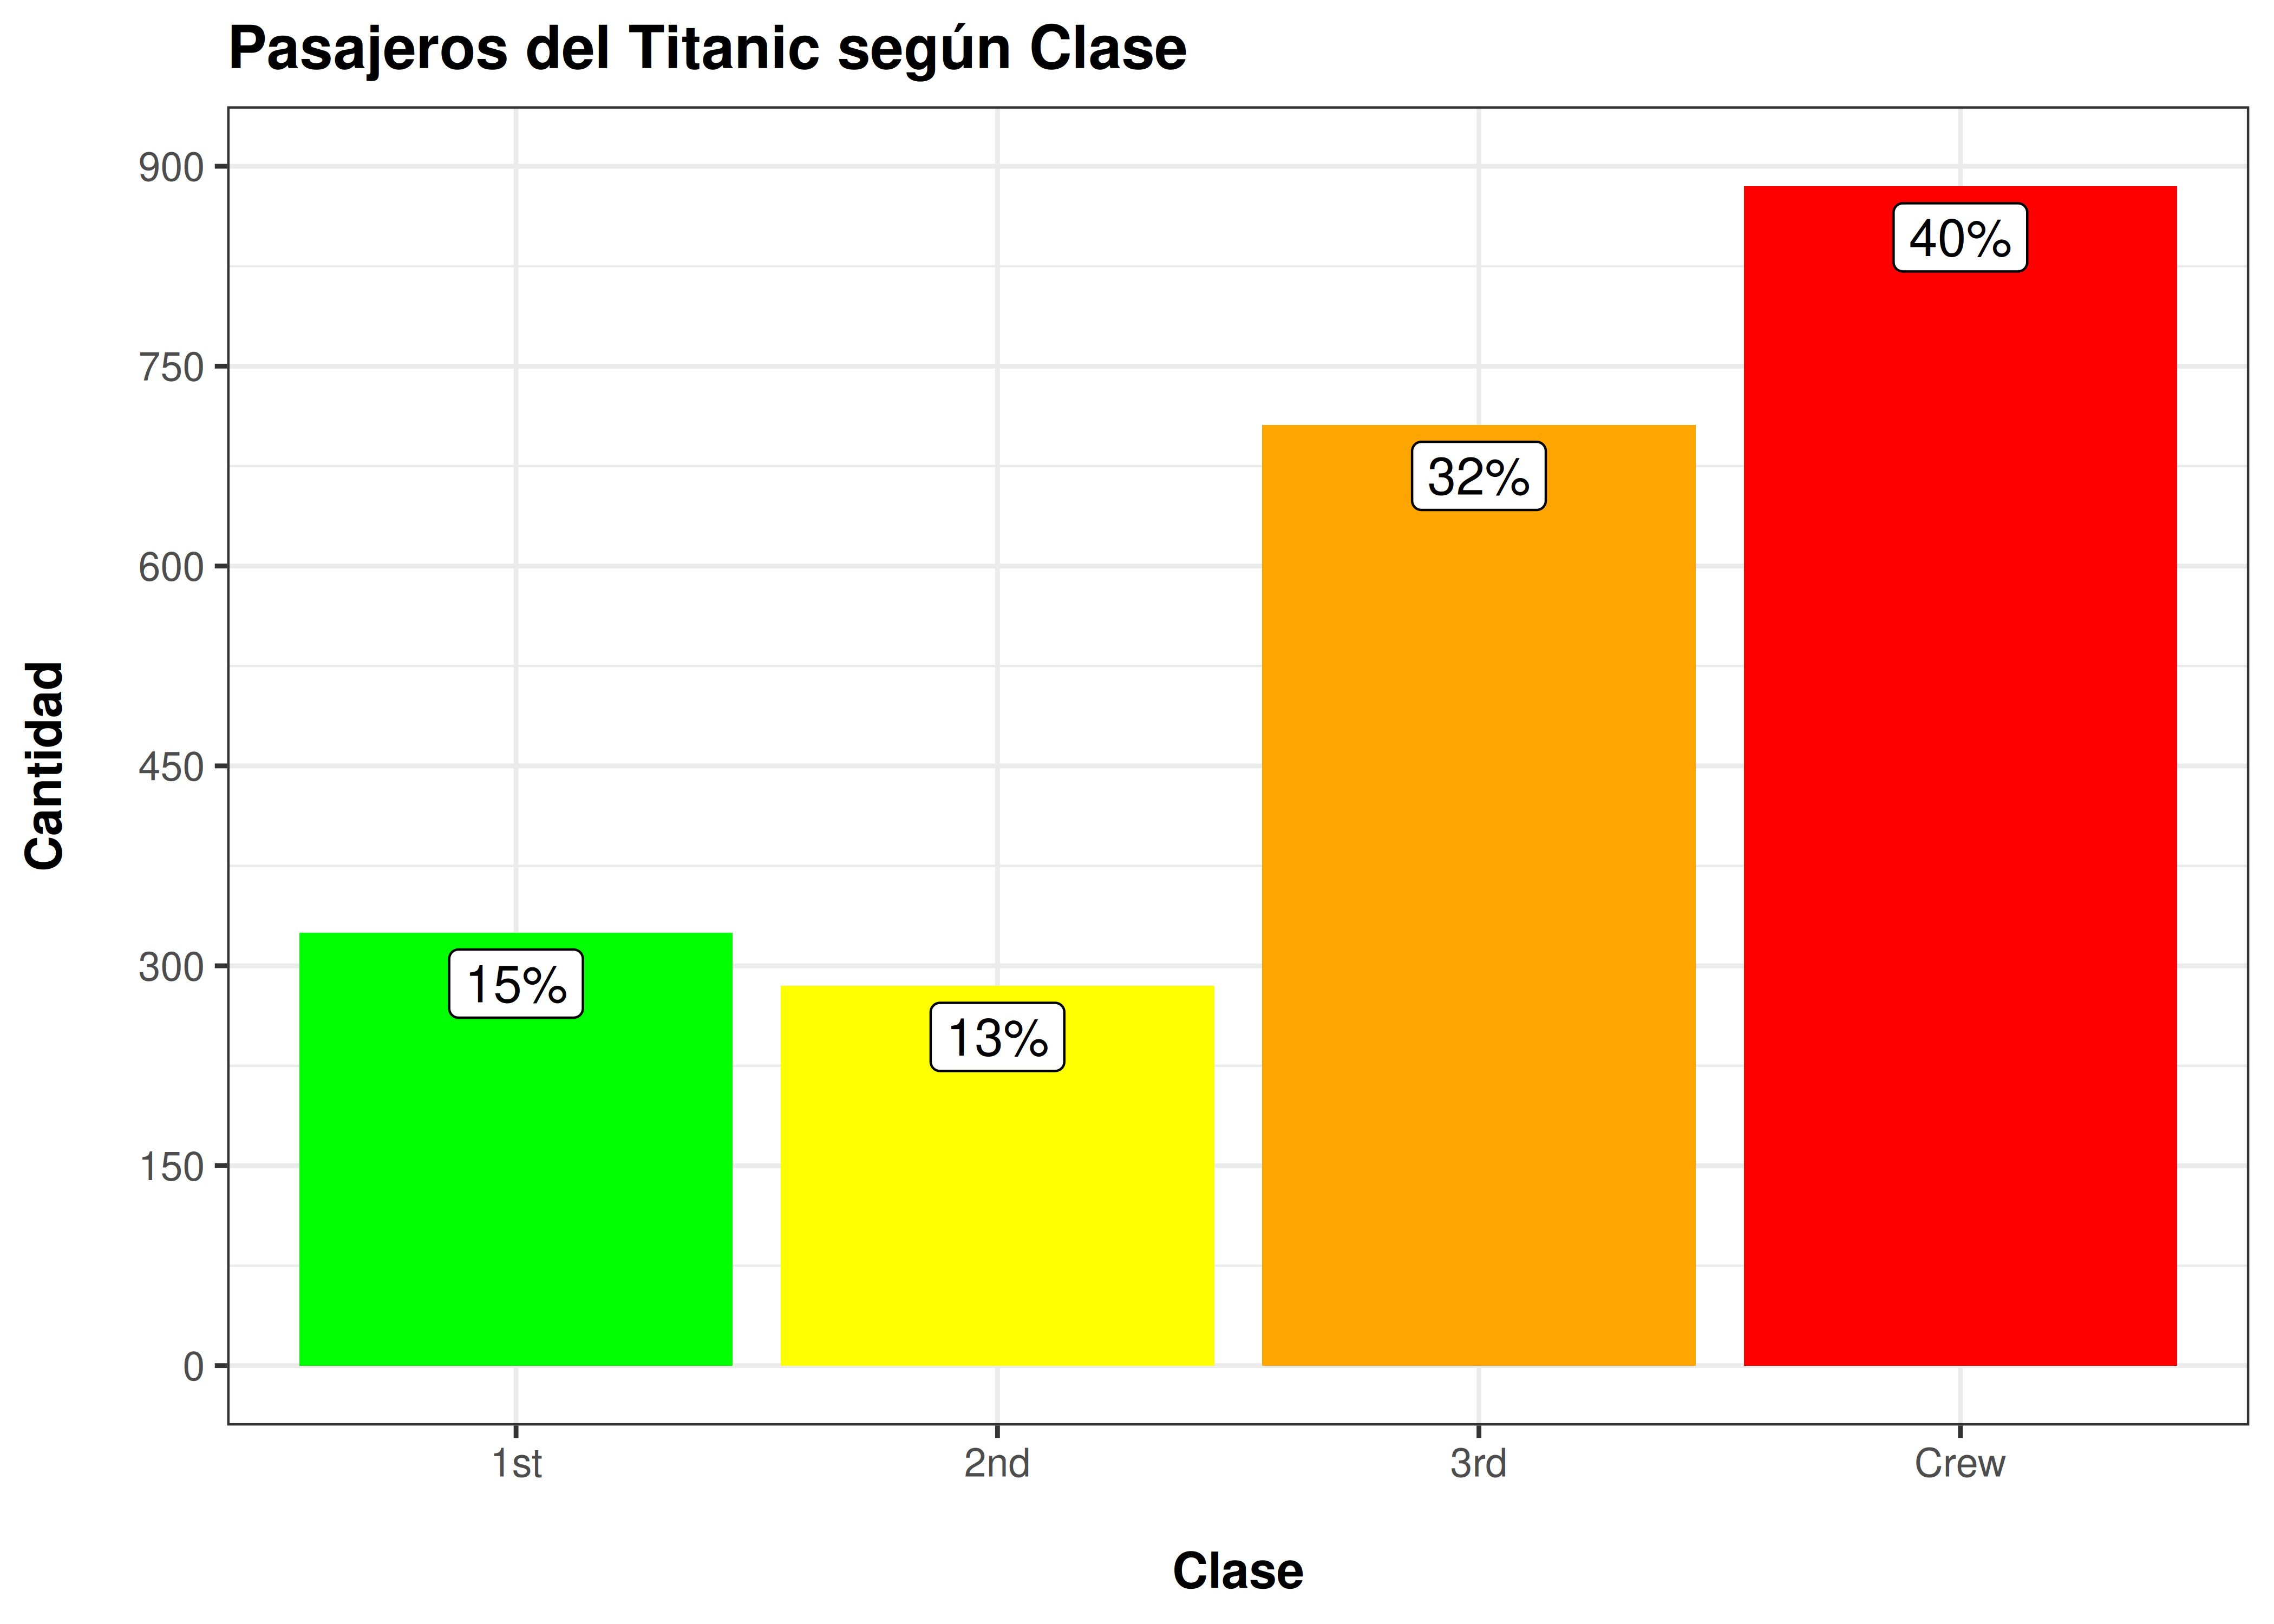 Pasajeros del Titanic según Clase
Cantidad
900
750
600
450
300
150
0
15%
13%
32%
40%
1st
2nd
3rd
Crew
Clase